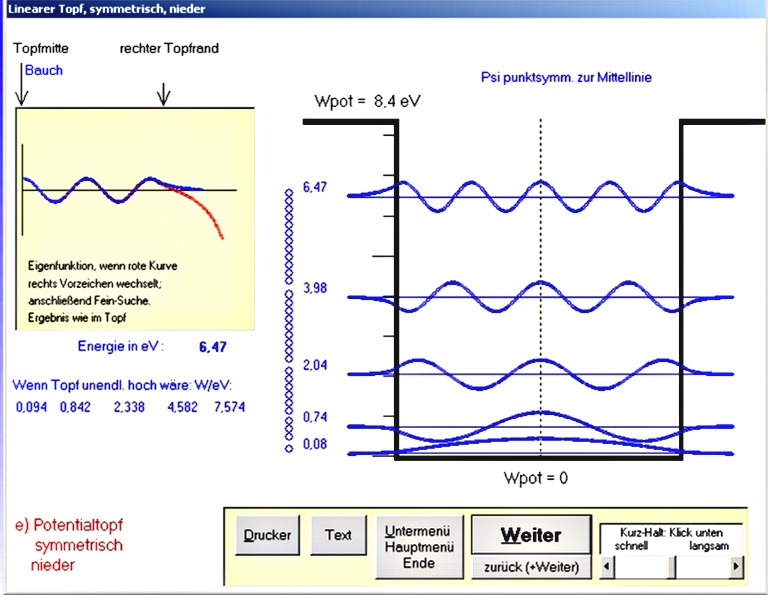 Linearer Topf, symmetrisch, nieder
Topfmitte rechter Topfrand
Bauch
Psi punktsymm. zur Mittellinie
Wpot = 8,4 eV
6,47
3,98
2,04
0,74
0,08
Eigenfunktion, wenn rote Kurve
rechts Vorzeichen wechselt;
anschließend Fein-Suche.
Ergebnis wie im Topf
Energie in eV: 6,47
Wenn Topf unendl. hoch wäre: W/eV:
0,094 0,842 2,338 4,582 7,574
Wpot = 0
e) Potentialtopf
symmetrisch
nieder
Drucker
Text
Untermenü
Hauptmenü
Ende
Weiter
zurück (+Weiter)
Kurz-Halt: Klick unten
schnell langsam